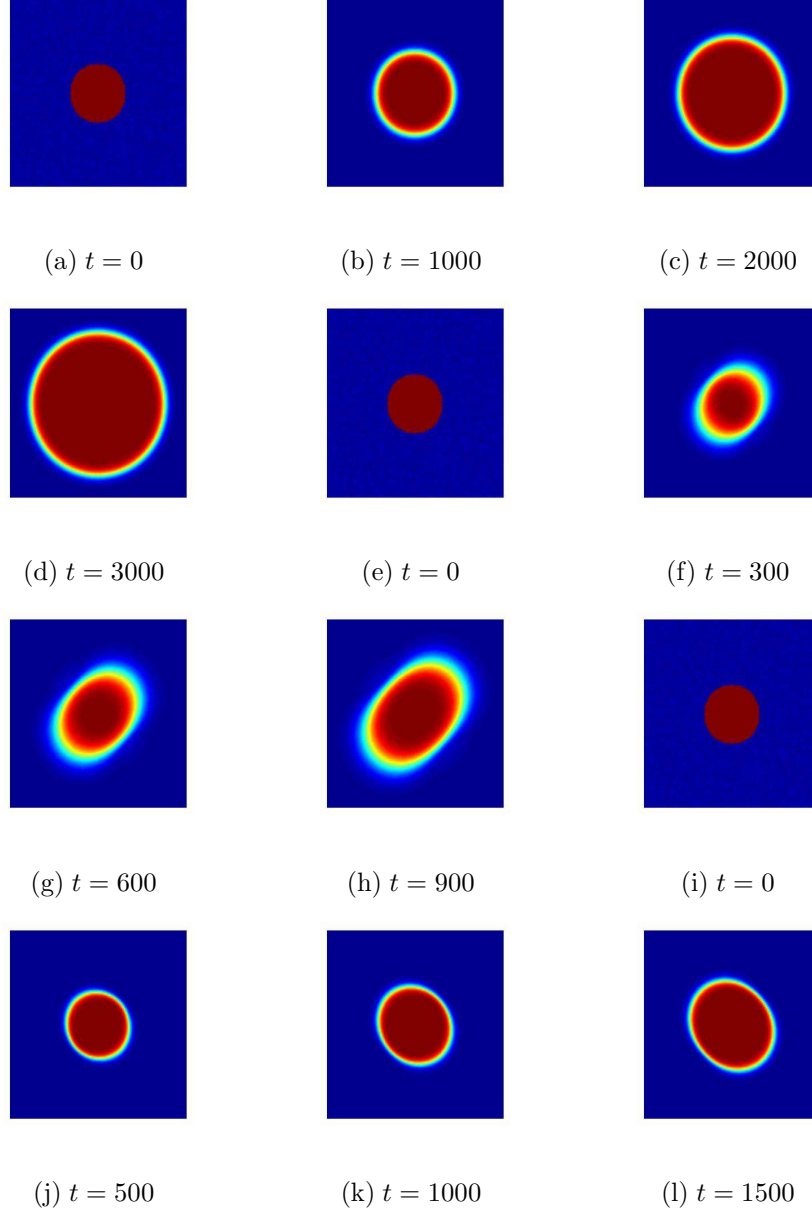 (a) t = 0
(b) t = 1000
(c) t = 2000
(d) t = 3000
(e) t = 0
(f) t = 300
(g) t = 600
(h) t = 900
(i) t = 0
(j) t = 500
(k) t = 1000
(l) t = 1500